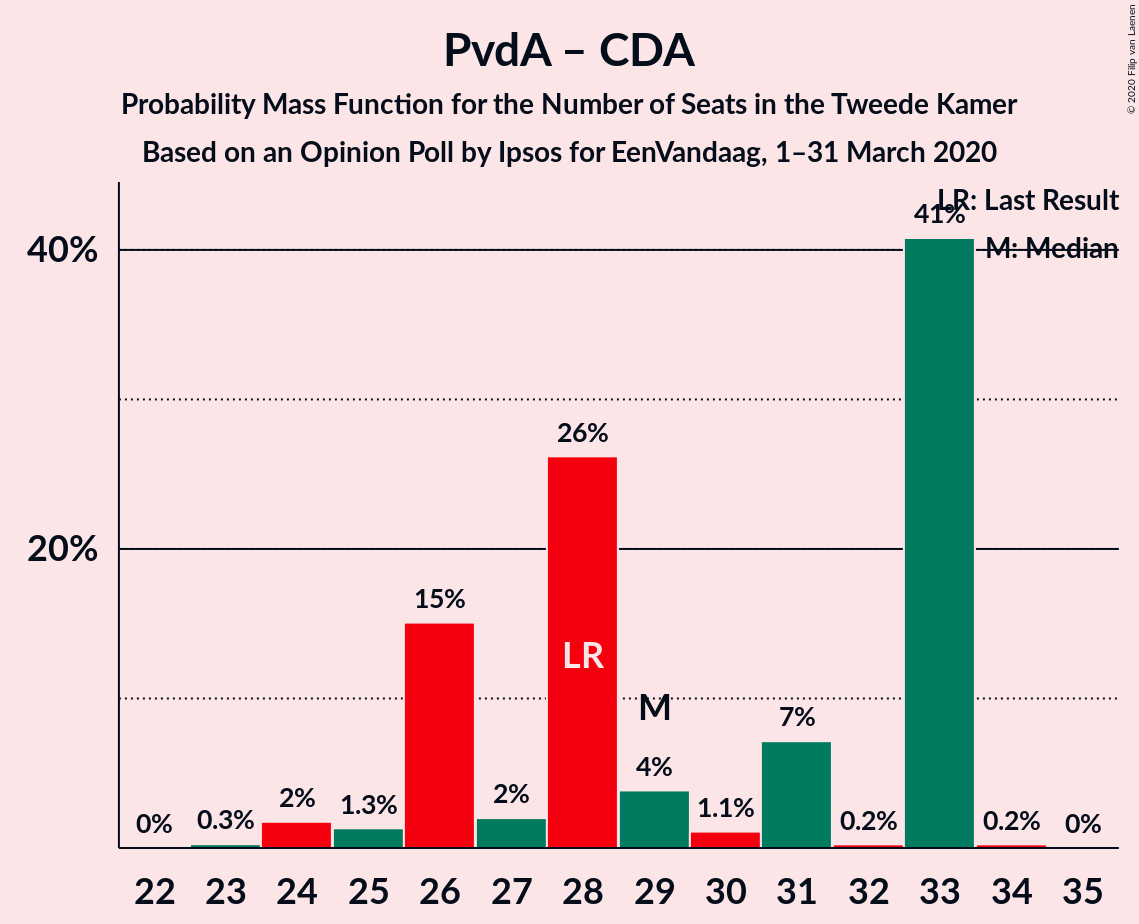 PvdA – CDA
Probability Mass Function for the Number of Seats in the Tweede Kamer
Based on an Opinion Poll by Ipsos for EenVandaag, 1–31 March 2020
© 2020 Filip van Laenen
LR: Last Result
M: Median
40%
20%
0%
0.3%
2%
1.3%
15%
2%
26%
4%
1.1%
7%
0.2%
41%
0.2%
0%
LR
M
22 23 24 25 26 27 28 29 30 31 32 33 34 35